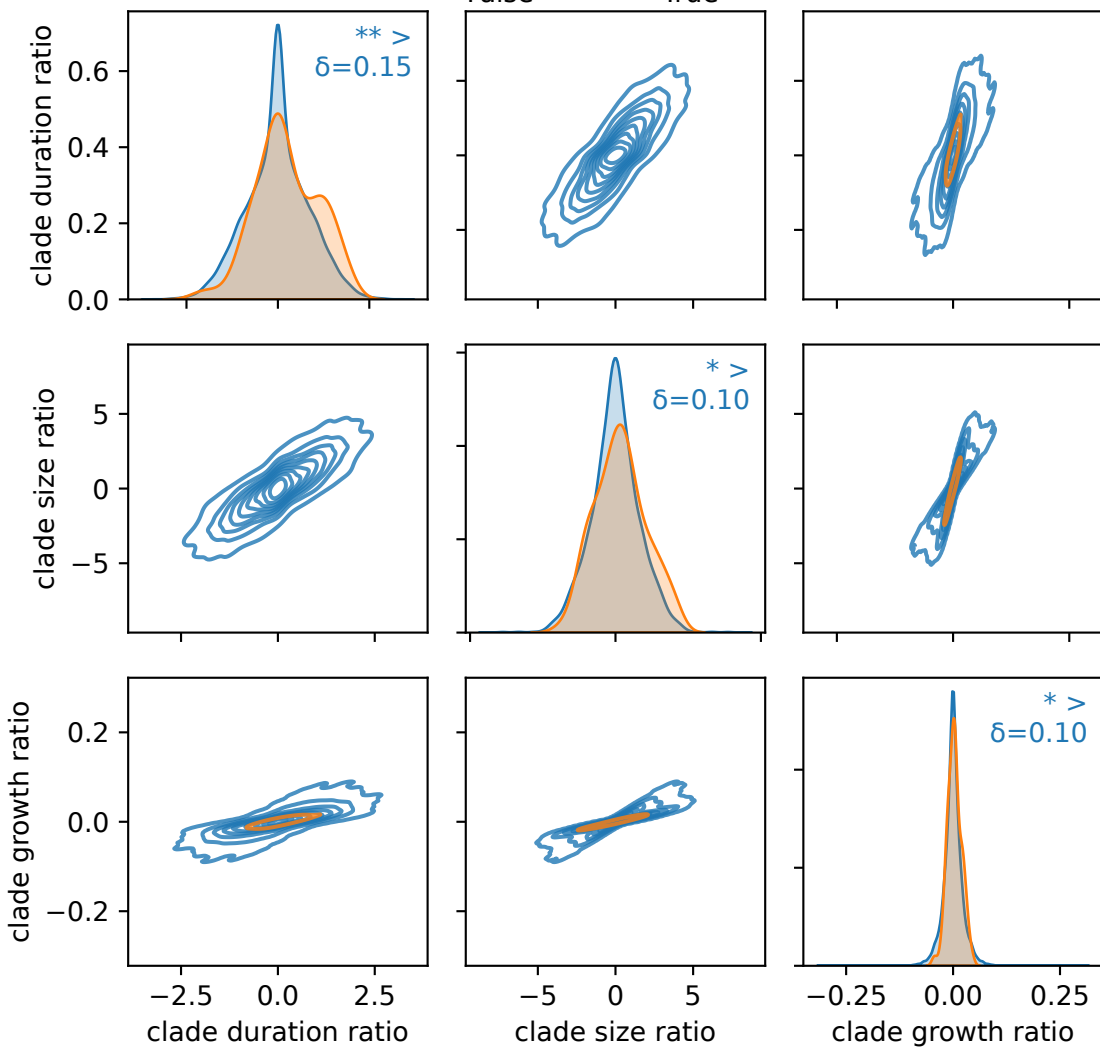 clade duration ratio
0.6
0.4
0.2
0.0
** >
δ=0.15
clade size ratio
5
0
−5
* >
δ=0.10
clade growth ratio
0.2
0.0
−0.2
* >
δ=0.10
−2.5 0.0 2.5
clade duration ratio
−5 0 5
clade size ratio
−0.25 0.00 0.25
clade growth ratio